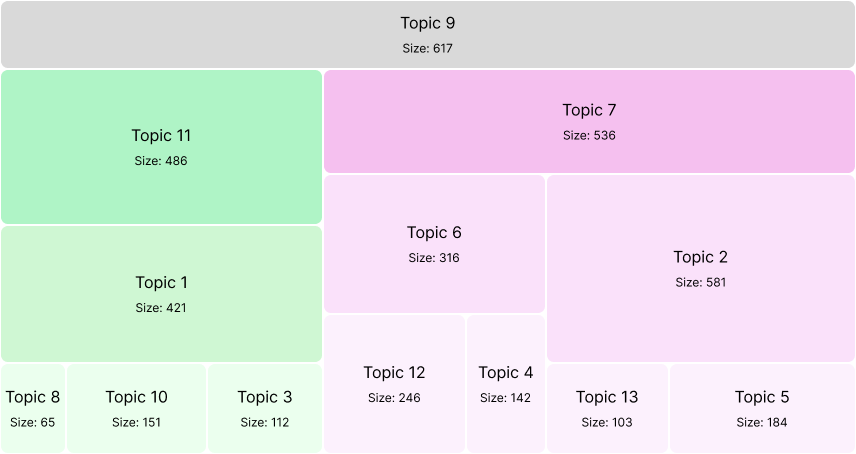 Topic 9
Size: 617
Topic 11
Size: 486
Topic 7
Size: 536
Topic 6
Size: 316
Topic 2
Size: 581
Topic 1
Size: 421
Topic 12
Size: 246
Topic 4
Size: 142
Topic 8
Size: 65
Topic 10
Size: 151
Topic 3
Size: 112
Topic 13
Size: 103
Topic 5
Size: 184